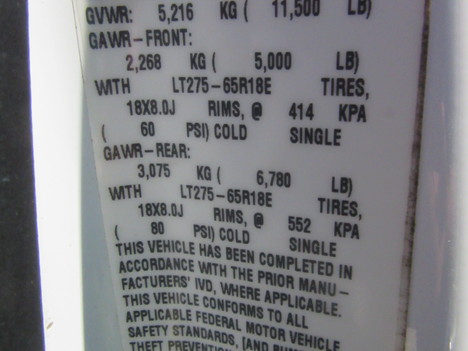 GVWR: 5,216 KG ( 11,500 LB)
GAWR-FRONT:
2,268 KG ( 5,000 LB)
WITH LT275-65R18E TIRES,
18X8.0J RIMS, @ 414 KPA
( 60 PSI) COLD SINGLE
GAWR-REAR:
3,075 KG ( 6,780 LB)
WITH LT275-65R18E TIRES,
18X8.0J RIMS, @ 552 KPA
( 80 PSI) COLD SINGLE
THIS VEHICLE HAS BEEN COMPLETED IN
ACCORDANCE WITH THE PRIOR MANU-
FACTURERS' IVD, WHERE APPLICABLE.
THIS VEHICLE CONFORMS TO ALL
APPLICABLE FEDERAL MOTOR VEHICLE
SAFETY STANDARDS, [AND BUMPER
THEFT PREVENTION